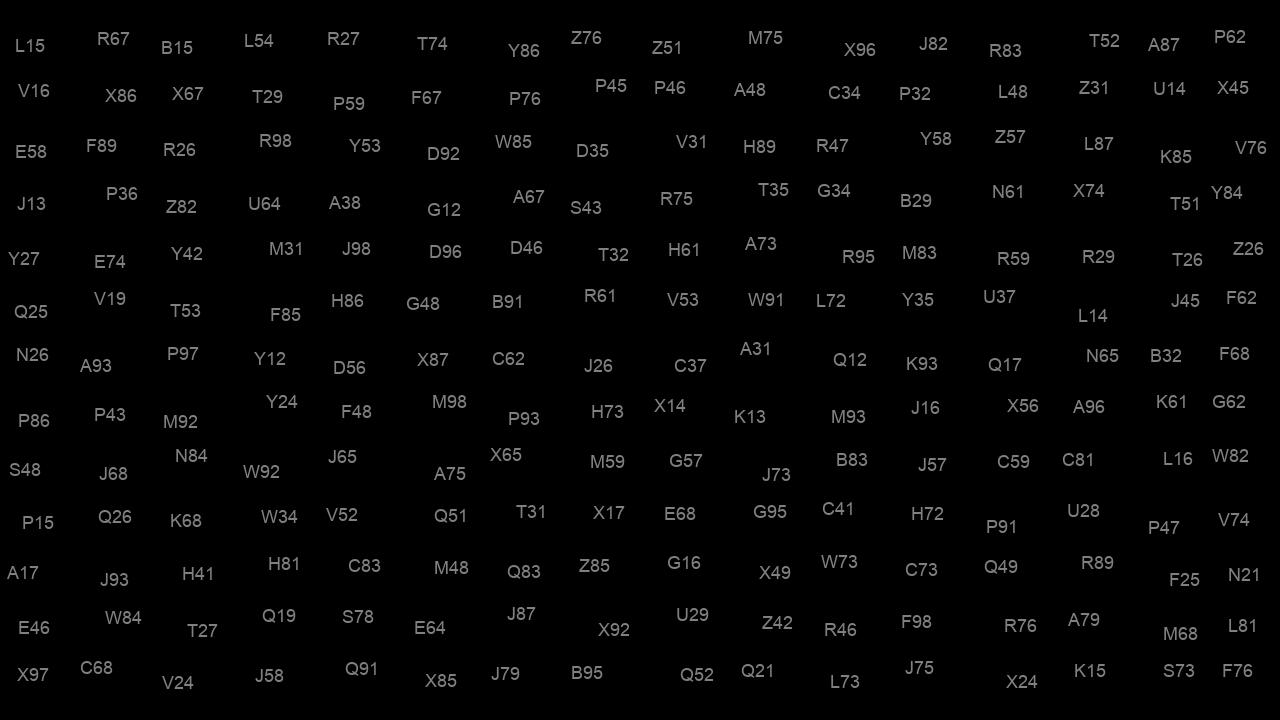 L15 R67 B15 L54 R27 T74 Y86 Z76 Z51 M75 X96 J82 R83 T52 A87 P62
V16 X86 X67 T29 P59 F67 P76 P45 P46 A48 C34 P32 L48 Z31 U14 X45
E58 F89 R26 R98 Y53 D92 W85 D35 V31 H89 R47 Y58 Z57 L87 K85 V76
J13 P36 Z82 U64 A38 G12 A67 S43 R75 T35 G34 B29 N61 X74 T51 Y84
Y27 E74 Y42 M31 J98 D96 D46 T32 H61 A73 R95 M83 R59 R29 T26 Z26
Q25 V19 T53 F85 H86 G48 B91 R61 V53 W91 L72 Y35 U37 L14 J45 F62
N26 A93 P97 Y12 D56 X87 C62 J26 C37 A31 Q12 K93 Q17 N65 B32 F68
P86 P43 M92 Y24 F48 M98 P93 H73 X14 K13 M93 J16 X56 A96 K61 G62
S48 J68 N84 W92 J65 A75 X65 M59 G57 J73 B83 J57 C59 C81 L16 W82
P15 Q26 K68 W34 V52 Q51 T31 X17 E68 G95 C41 H72 P91 U28 P47 V74
A17 J93 H41 H81 C83 M48 Q83 Z85 G16 X49 W73 C73 Q49 R89 F25 N21
E46 W84 T27 Q19 S78 E64 J87 X92 U29 Z42 R46 F98 R76 A79 M68 L81
X97 C68 V24 J58 Q91 X85 J79 B95 Q52 Q21 L73 J75 X24 K15 S73 F76